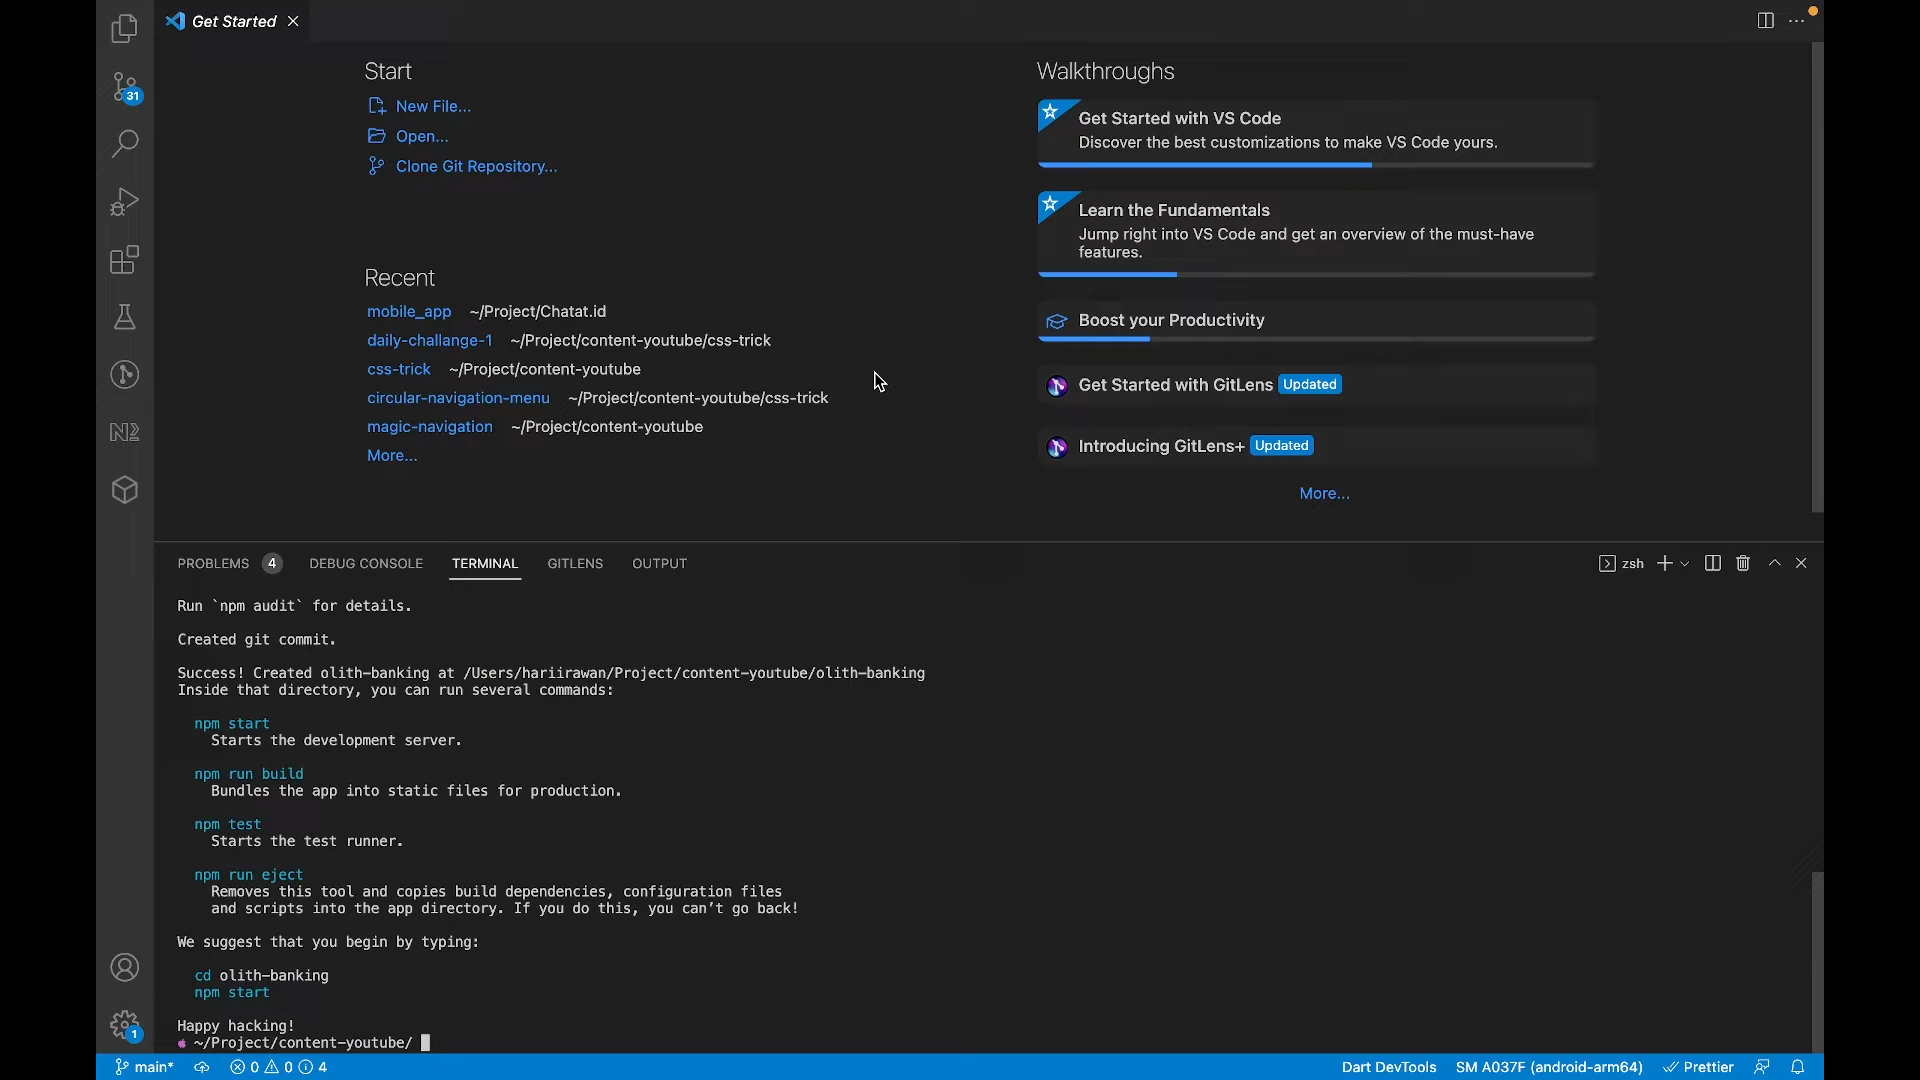 Get Started
31
Start
New File...
Open...
Clone Git Repository...
Recent
mobile_app ~/Project/Chatat.id
daily-challange-1 ~/Project/content-youtube/css-trick
css-trick ~/Project/content-youtube
circular-navigation-menu ~/Project/content-youtube/css-trick
magic-navigation ~/Project/content-youtube
More...
Walkthroughs
Get Started with VS Code
Discover the best customizations to make VS Code yours.
Learn the Fundamentals
Jump right into VS Code and get an overview of the must-have
features.
Boost your Productivity
Get Started with GitLens Updated
Introducing GitLens+ Updated
More...
PROBLEMS 4 DEBUG CONSOLE TERMINAL GITLENS OUTPUT
zsh
Run `npm audit` for details.
Created git commit.
Success! Created olith-banking at /Users/hariirawan/Project/content-youtube/olith-banking
Inside that directory, you can run several commands:
npm start
Starts the development server.
npm run build
Bundles the app into static files for production.
npm test
Starts the test runner.
npm run eject
Removes this tool and copies build dependencies, configuration files
and scripts into the app directory. If you do this, you can't go back!
We suggest that you begin by typing:
cd olith-banking
npm start
Happy hacking!
~/Project/content-youtube/
1
main* 0 0 4
Dart DevTools SM A037F (android-arm64) Prettier